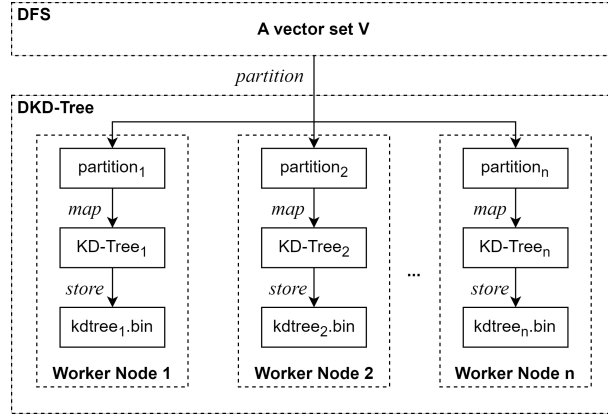 DFS
A vector set V
partition
DKD-Tree
partition₁ partition₂ partitionₙ
map map map
KD-Tree₁ KD-Tree₂ KD-Treeₙ
...
store store store
kdtree₁.bin kdtree₂.bin kdtreeₙ.bin
Worker Node 1 Worker Node 2 Worker Node n